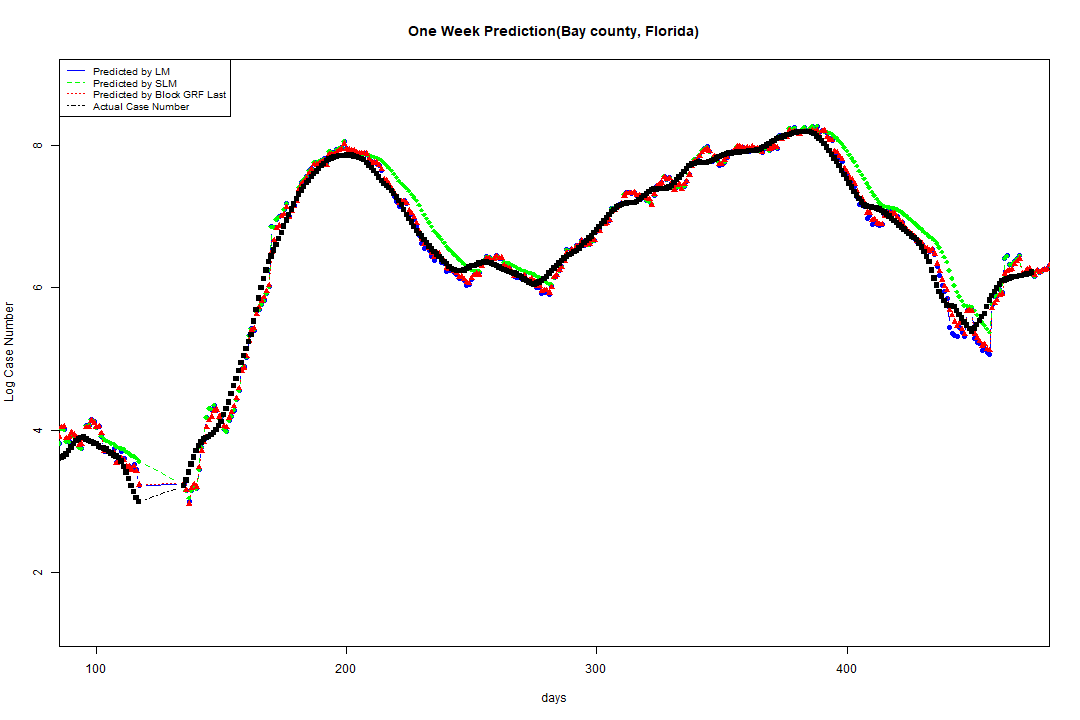 One Week Prediction(Bay county, Florida)
Predicted by LM
Predicted by SLM
Predicted by Block GRF Last
Actual Case Number
8
6
4
2
Log Case Number
100
200
300
400
days